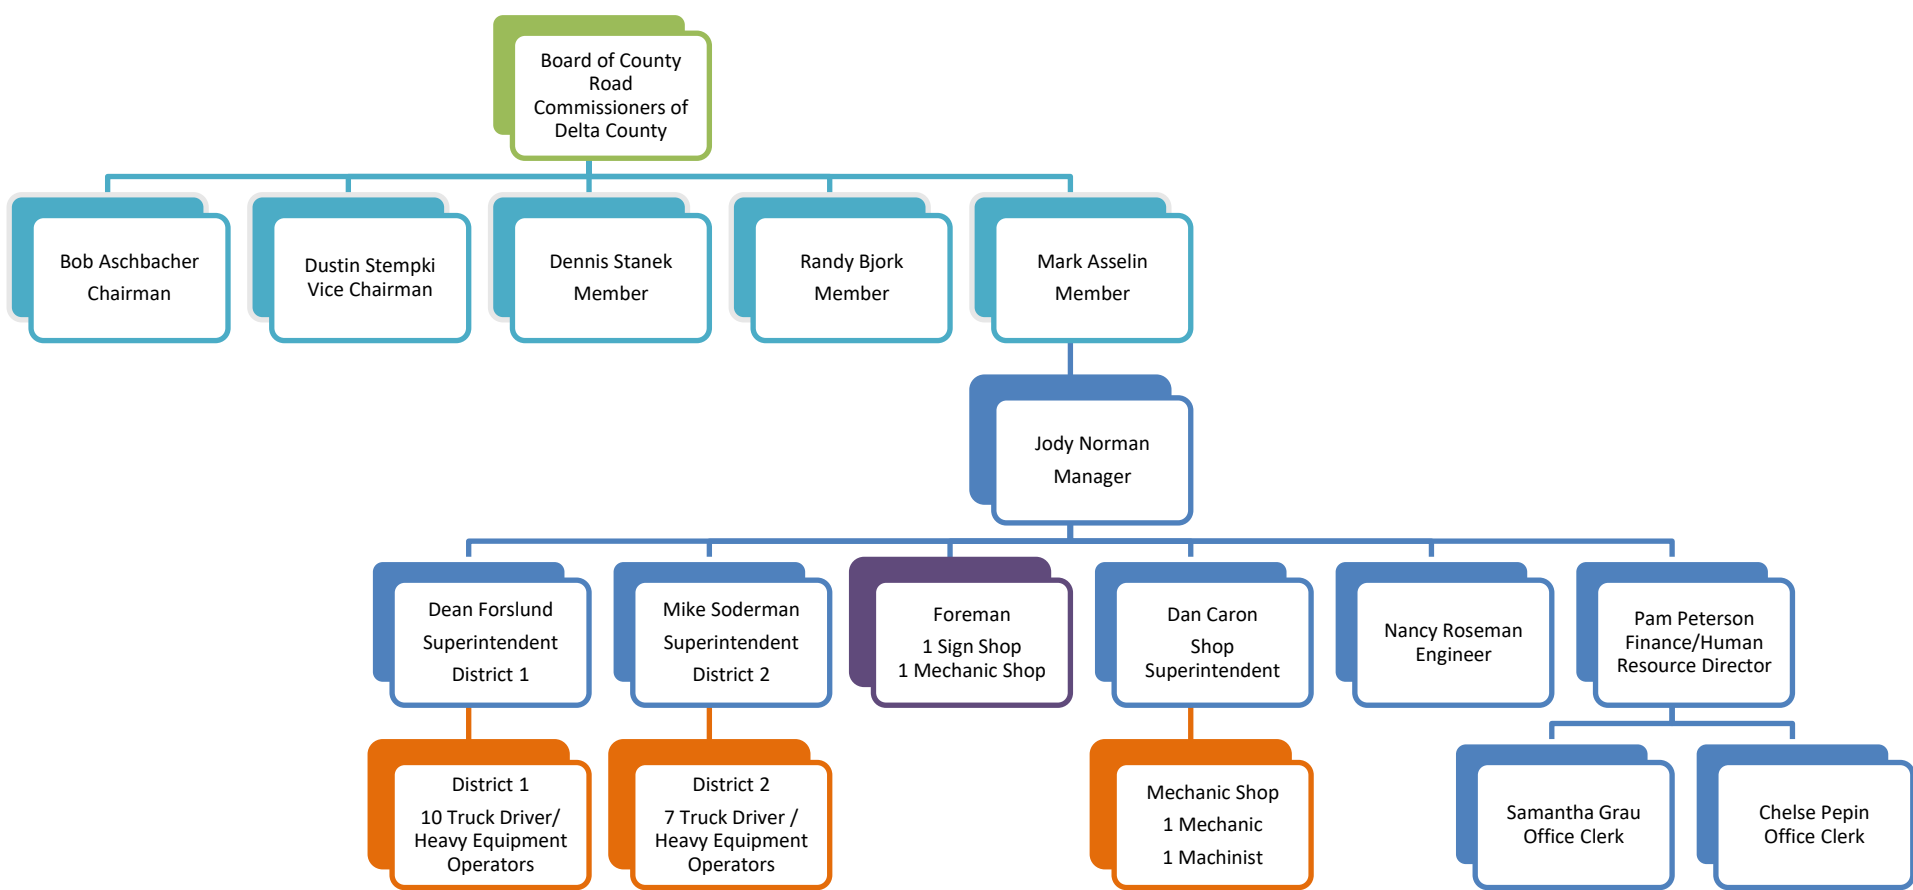 Board of County
Road
Commissioners of
Delta County
Bob Aschbacher
Chairman
Dustin Stempki
Vice Chairman
Dennis Stanek
Member
Randy Bjork
Member
Mark Asselin
Member
Jody Norman
Manager
Dean Forslund
Superintendent
District 1
Mike Soderman
Superintendent
District 2
Foreman
1 Sign Shop
1 Mechanic Shop
Dan Caron
Shop
Superintendent
Nancy Roseman
Engineer
Pam Peterson
Finance/Human
Resource Director
District 1
10 Truck Driver/
Heavy Equipment
Operators
District 2
7 Truck Driver /
Heavy Equipment
Operators
Mechanic Shop
1 Mechanic
1 Machinist
Samantha Grau
Office Clerk
Chelse Pepin
Office Clerk